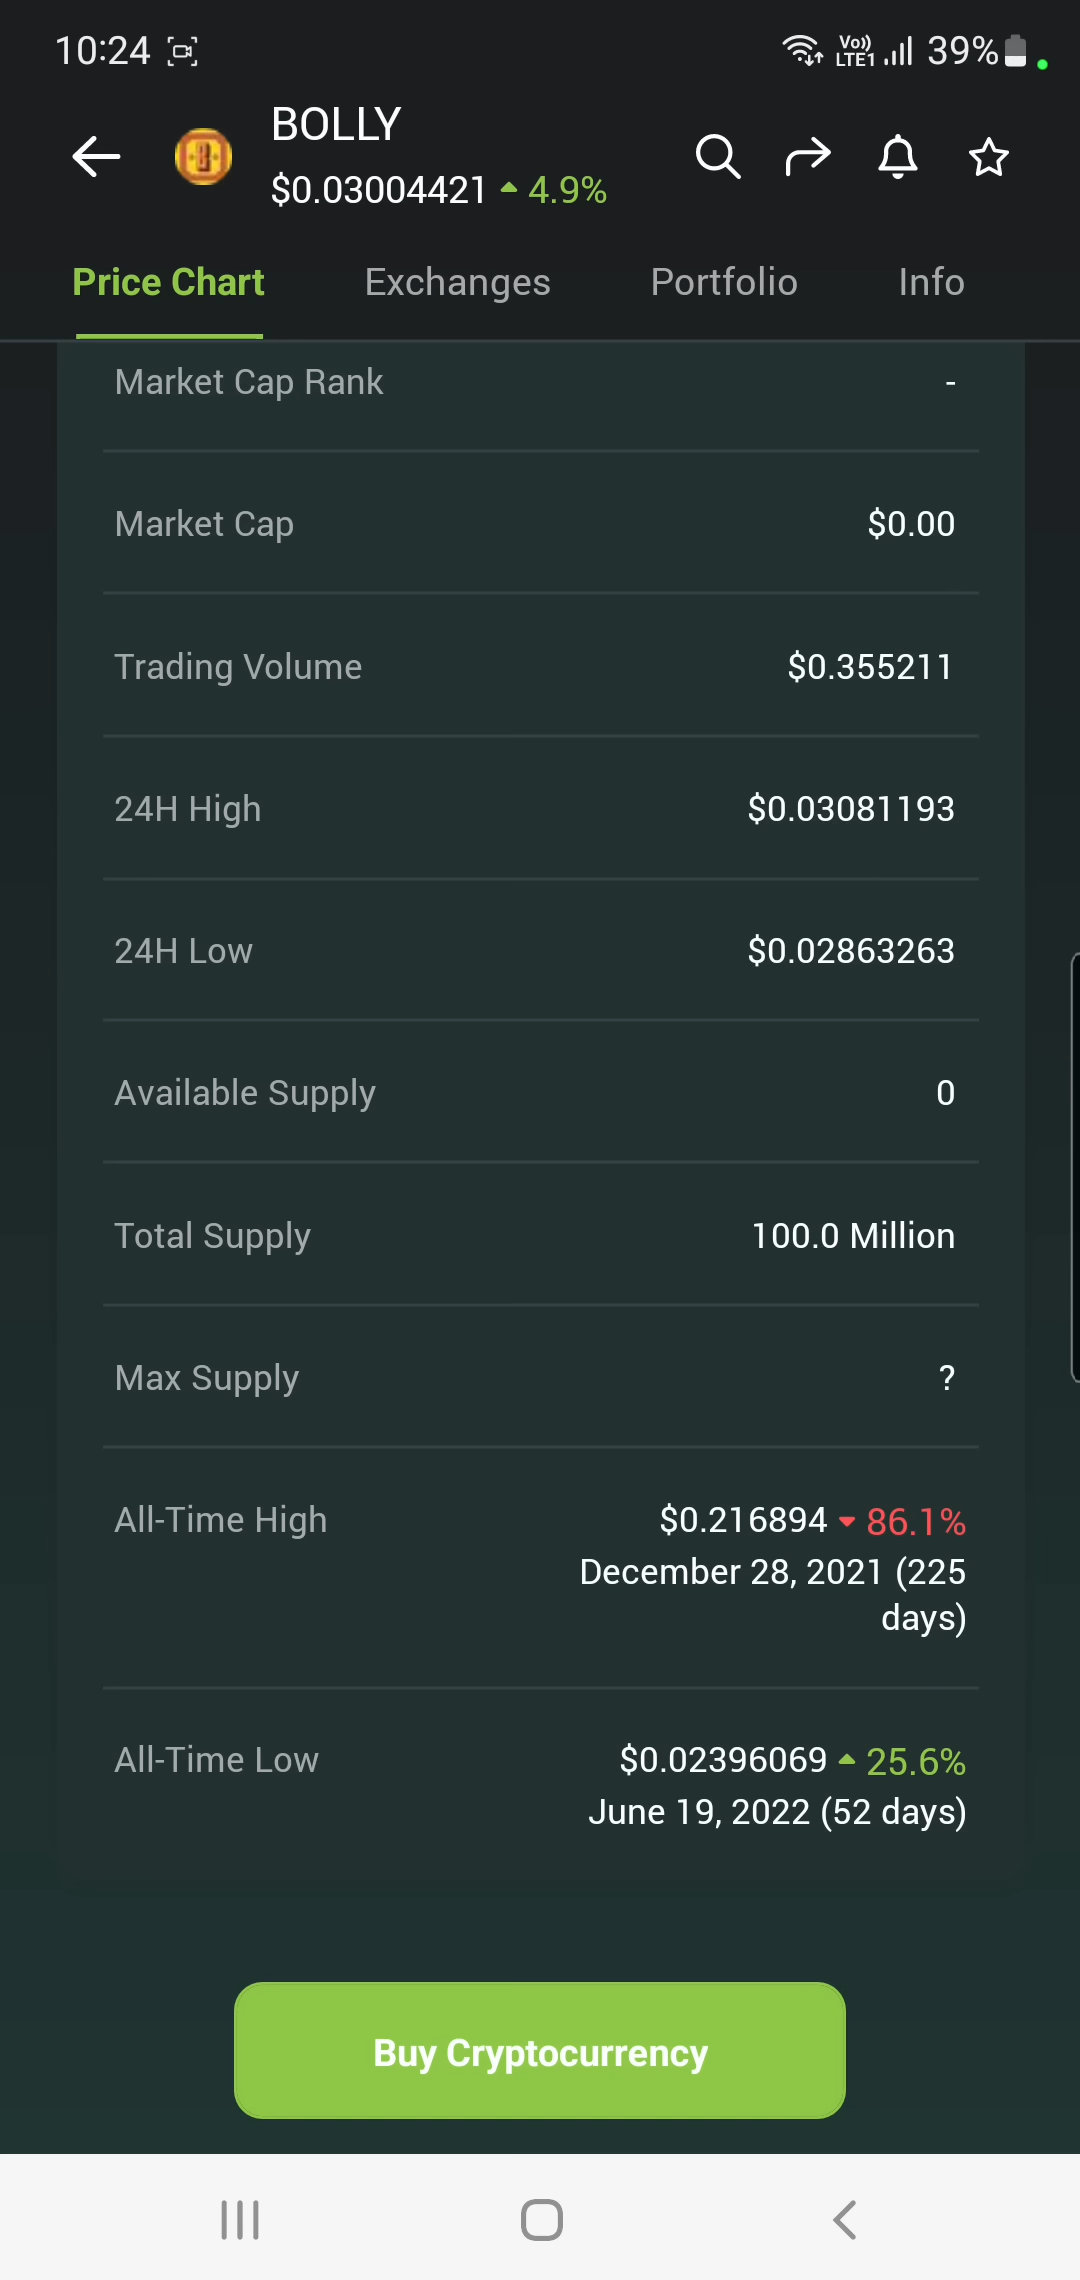 10:24 39%
Vo)) LTE1
BOLLY
$0.03004421 4.9%
Price Chart Exchanges Portfolio Info
Market Cap Rank -
Market Cap $0.00
Trading Volume $0.355211
24H High $0.03081193
24H Low $0.02863263
Available Supply 0
Total Supply 100.0 Million
Max Supply ?
All-Time High $0.216894 86.1%
December 28, 2021 (225
days)
All-Time Low $0.02396069 25.6%
June 19, 2022 (52 days)
Buy Cryptocurrency